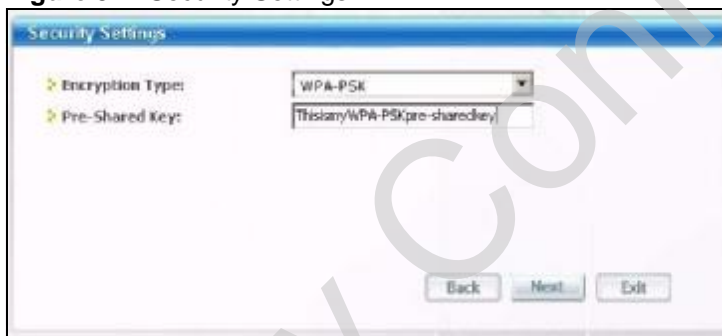 Security Settings
Encryption Type:
WPA-PSK
Pre-Shared Key:
ThisismyWPA-PSKpre-sharedkey
Back
Next
Exit